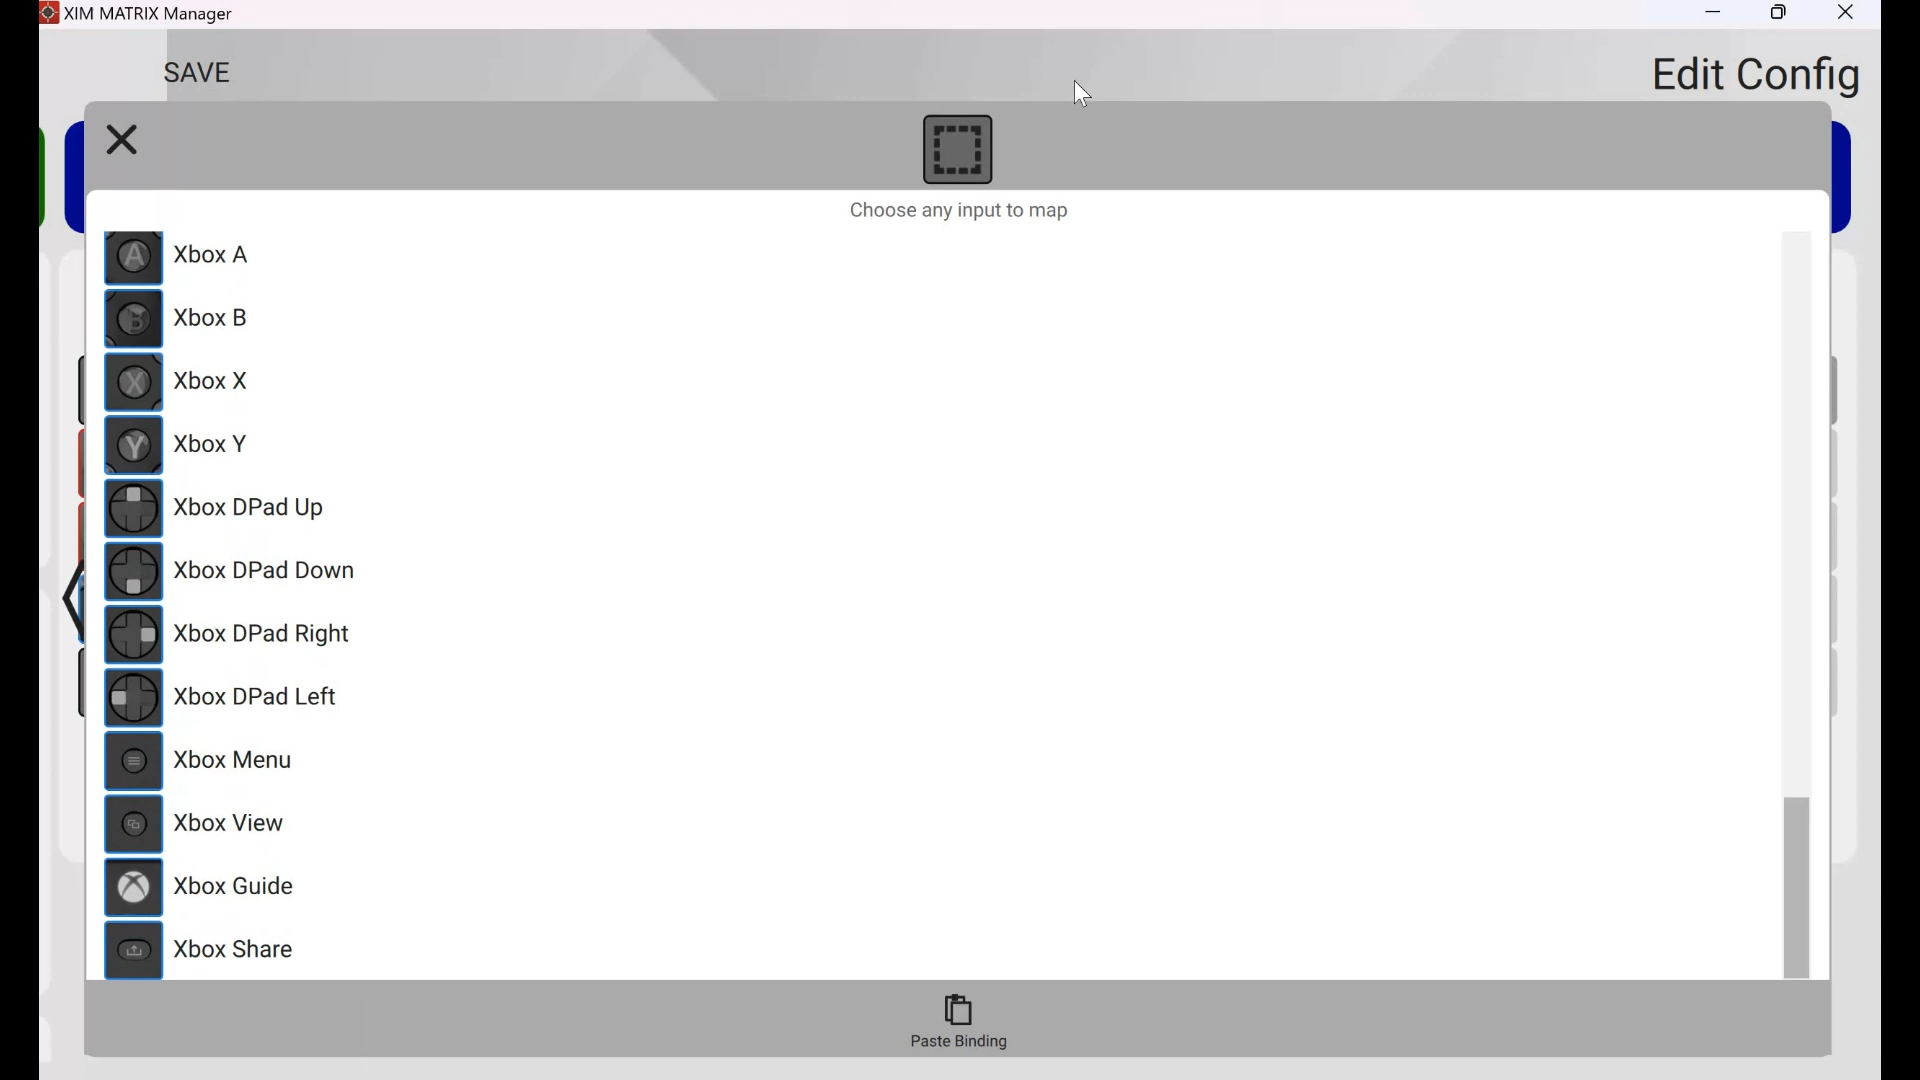 XIM MATRIX Manager
SAVE
Edit Config
Choose any input to map
A Xbox A
B Xbox B
X Xbox X
Y Xbox Y
Xbox DPad Up
Xbox DPad Down
Xbox DPad Right
Xbox DPad Left
Xbox Menu
Xbox View
Xbox Guide
Xbox Share
Paste Binding